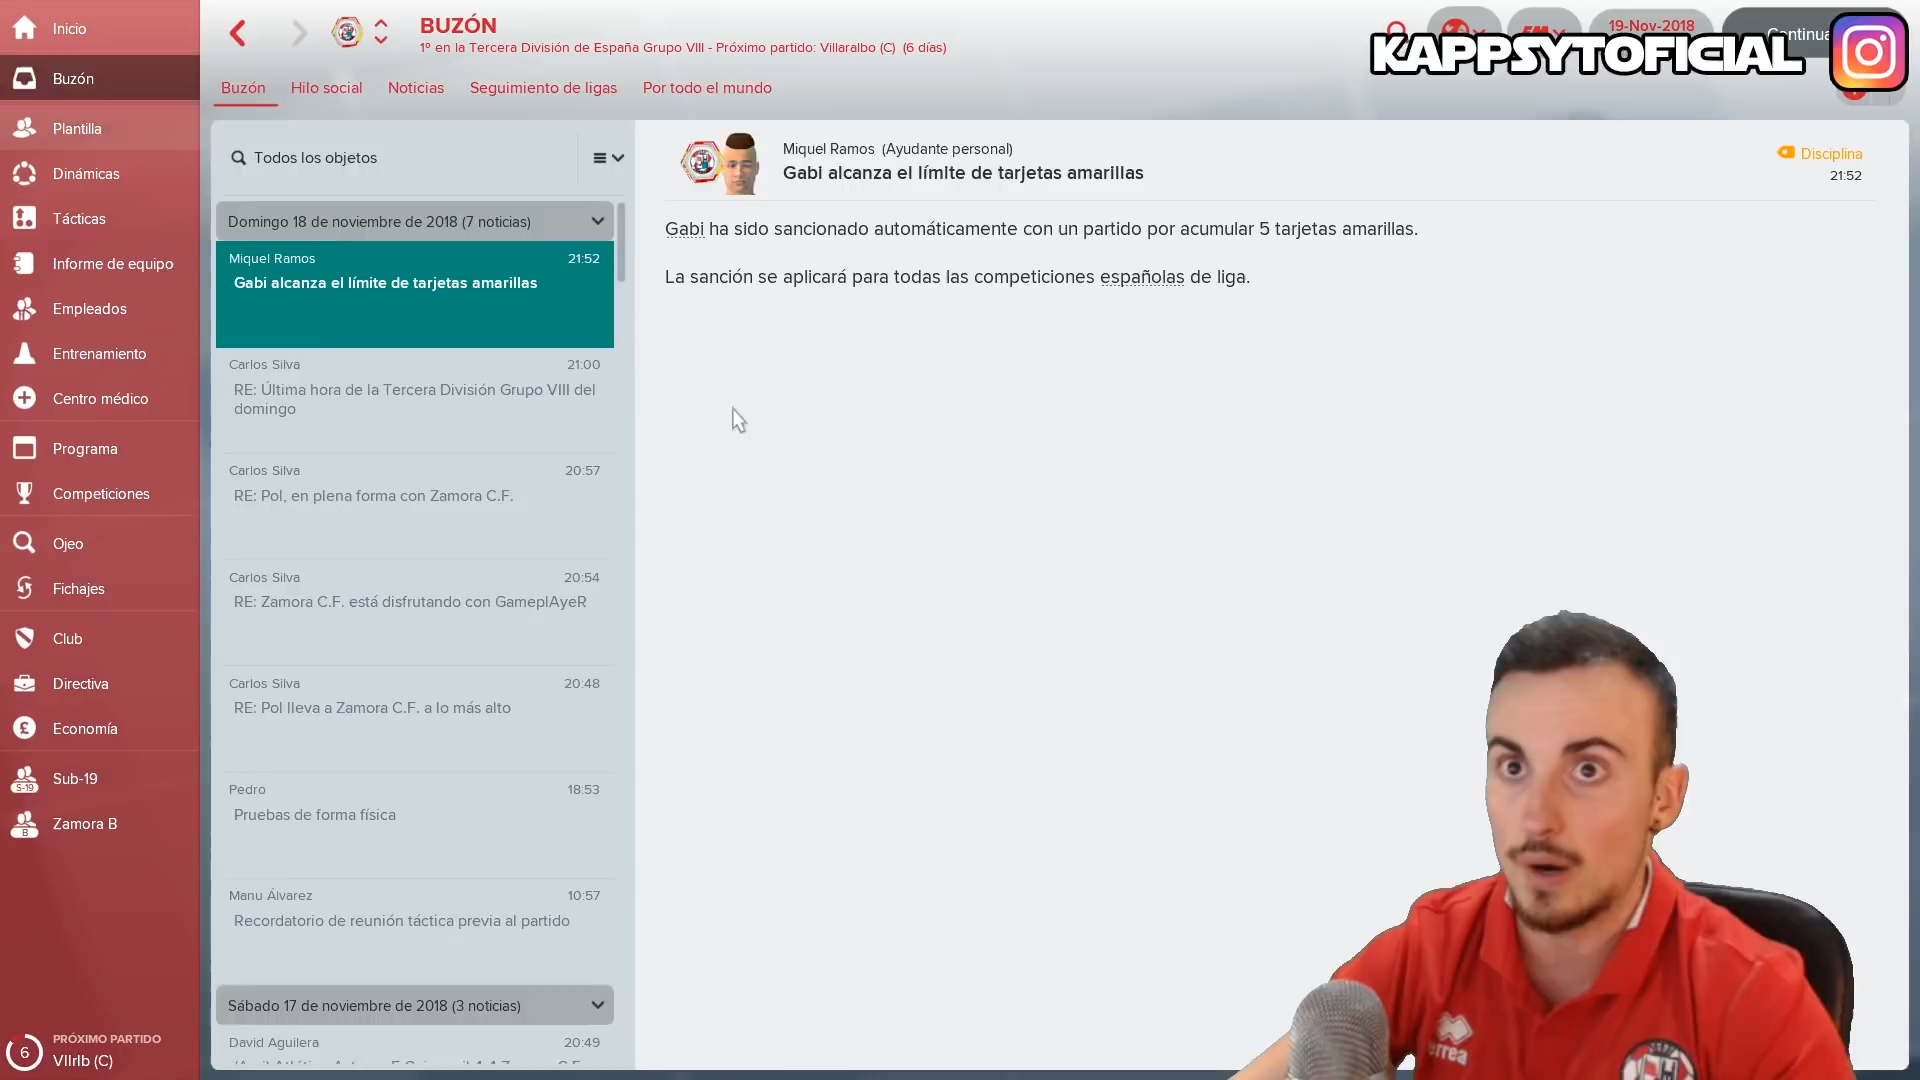 Inicio
Buzón
Plantilla
Dinámicas
Tácticas
Informe de equipo
Empleados
Entrenamiento
Centro médico
Programa
Competiciones
Ojeo
Fichajes
Club
Directiva
Economía
S-19
Sub-19
B
Zamora B
6
PRÓXIMO PARTIDO
Vllrlb (C)
BUZÓN
1º en la Tercera División de España Grupo VIII - Próximo partido: Villaralbo (C) (6 días)
19-Nov-2018
KAPPSYTOFICIAL
Buzón
Hilo social
Noticias
Seguimiento de ligas
Por todo el mundo
Todos los objetos
Domingo 18 de noviembre de 2018 (7 noticias)
Miquel Ramos 21:52
Gabi alcanza el límite de tarjetas amarillas
Carlos Silva 21:00
RE: Última hora de la Tercera División Grupo VIII del
domingo
Carlos Silva 20:57
RE: Pol, en plena forma con Zamora C.F.
Carlos Silva 20:54
RE: Zamora C.F. está disfrutando con GameplAyeR
Carlos Silva 20:48
RE: Pol lleva a Zamora C.F. a lo más alto
Pedro 18:53
Pruebas de forma física
Manu Álvarez 10:57
Recordatorio de reunión táctica previa al partido
Sábado 17 de noviembre de 2018 (3 noticias)
David Aguilera 20:49
Miquel Ramos (Ayudante personal)
Gabi alcanza el límite de tarjetas amarillas
Disciplina
21:52
Gabi ha sido sancionado automáticamente con un partido por acumular 5 tarjetas amarillas.
La sanción se aplicará para todas las competiciones españolas de liga.